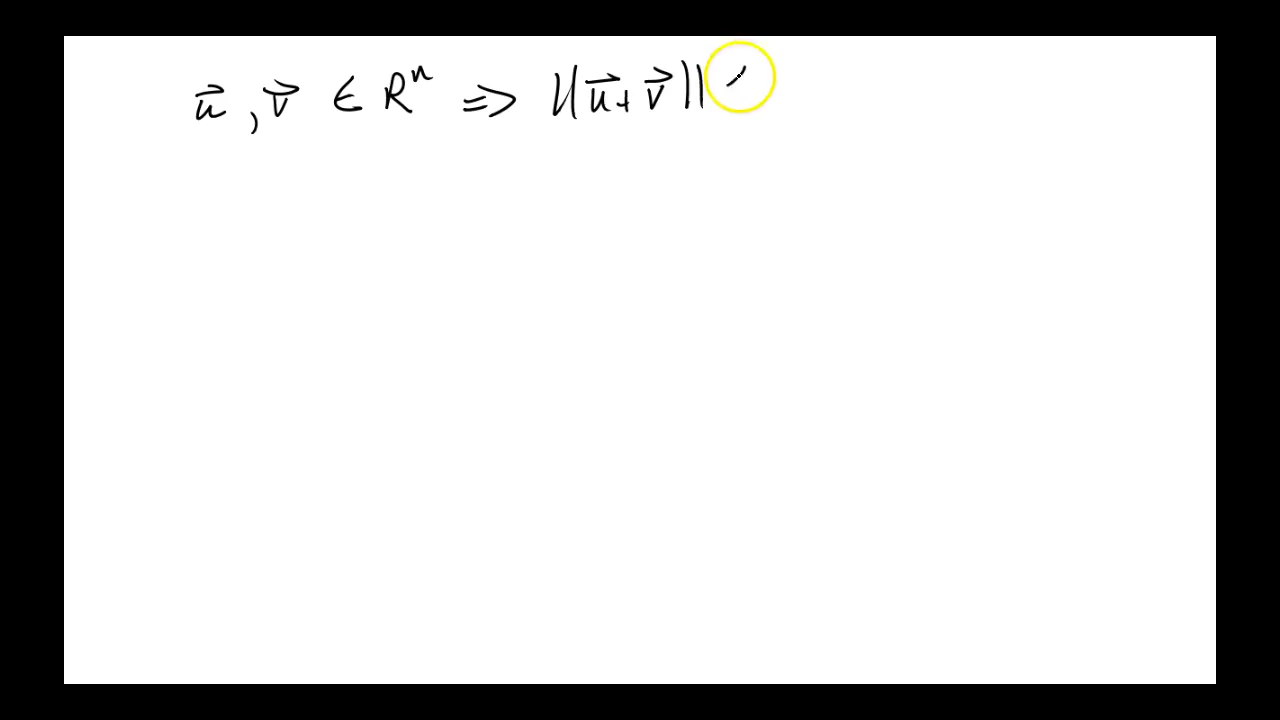 u⃗ , v⃗ ∈ Rⁿ ⇒ ||u⃗ + v⃗||